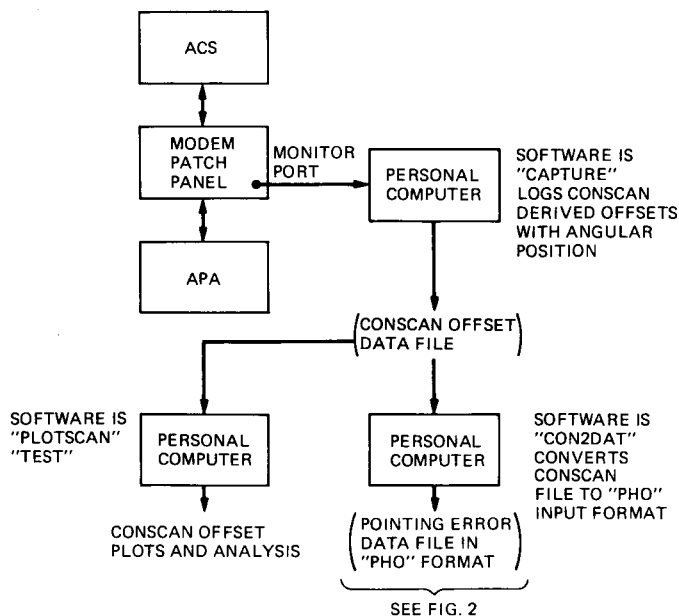 ACS
MODEM
PATCH
PANEL
MONITOR
PORT
PERSONAL
COMPUTER
SOFTWARE IS
"CAPTURE"
LOGS CONSCAN
DERIVED OFFSETS
WITH ANGULAR
POSITION
APA
(CONSCAN OFFSET
DATA FILE)
SOFTWARE IS
"PLOTSCAN"
"TEST"
PERSONAL
COMPUTER
PERSONAL
COMPUTER
SOFTWARE IS
"CON2DAT"
CONVERTS
CONSCAN
FILE TO "PHO"
INPUT FORMAT
CONSCAN OFFSET
PLOTS AND ANALYSIS
(POINTING ERROR
DATA FILE IN
"PHO" FORMAT)
SEE FIG. 2